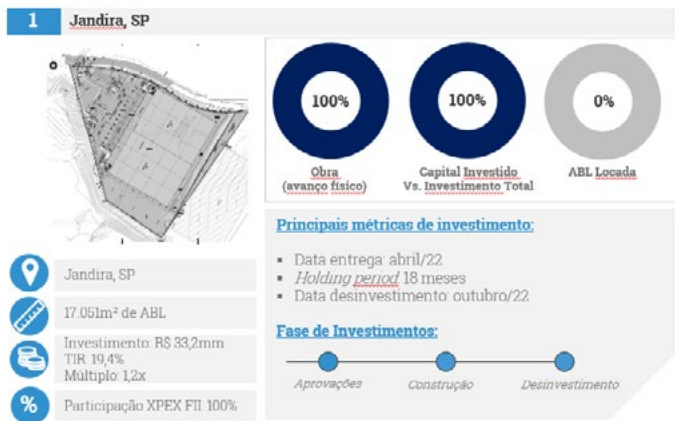 1 Jandira, SP
100%
100%
0%
Obra
(avanço físico)
Capital Investido
Vs. Investimento Total
ABL Locada
Jandira, SP
17.051m² de ABL
Investimento: R$ 33,2mm
TIR 19,4%
Múltiplo: 1,2x
% Participação XPEX FII 100%
Principais métricas de investimento:
▪ Data entrega: abril/22
▪ Holding period: 18 meses
▪ Data desinvestimento: outubro/22
Fase de Investimentos:
Aprovações
Construção
Desinvestimento